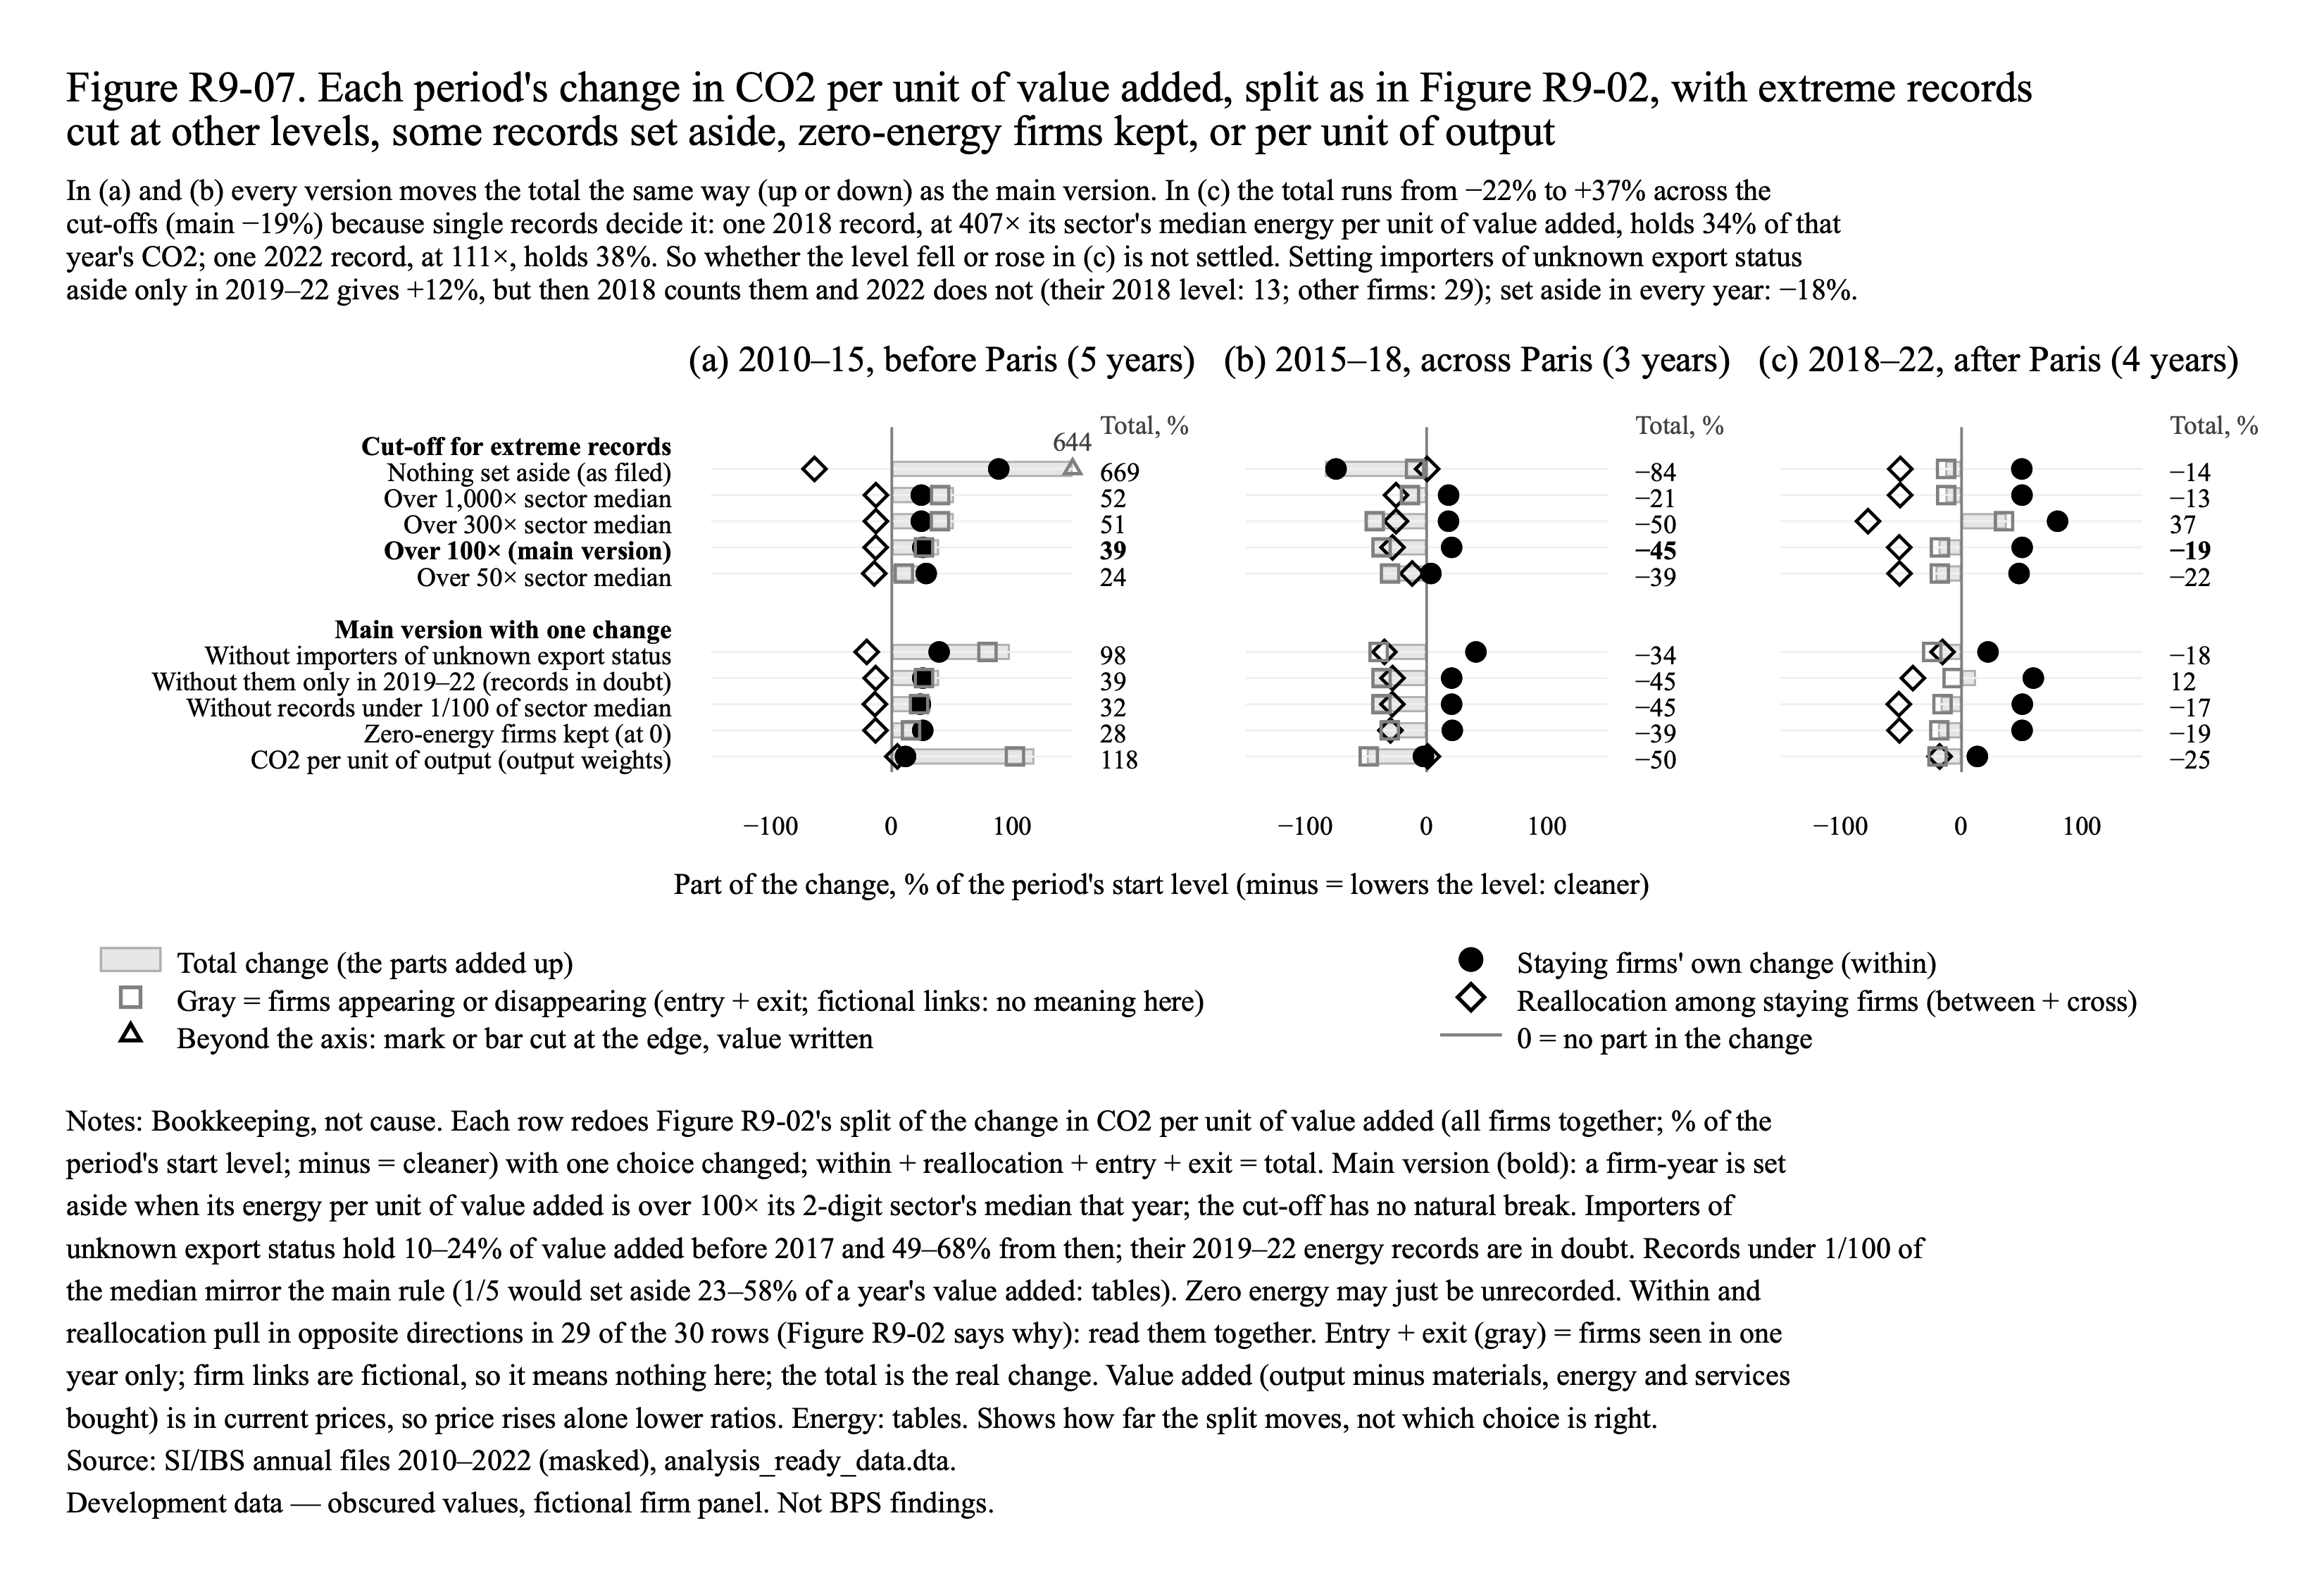 Figure R9-07. Each period's change in CO2 per unit of value added, split as in Figure R9-02, with extreme records
cut at other levels, some records set aside, zero-energy firms kept, or per unit of output
In (a) and (b) every version moves the total the same way (up or down) as the main version. In (c) the total runs from −22% to +37% across the
cut-offs (main −19%) because single records decide it: one 2018 record, at 407× its sector's median energy per unit of value added, holds 34% of that
year's CO2; one 2022 record, at 111×, holds 38%. So whether the level fell or rose in (c) is not settled. Setting importers of unknown export status
aside only in 2019–22 gives +12%, but then 2018 counts them and 2022 does not (their 2018 level: 13; other firms: 29); set aside in every year: −18%.
(a) 2010–15, before Paris (5 years) (b) 2015–18, across Paris (3 years) (c) 2018–22, after Paris (4 years)
Total, % Total, % Total, %
Cut-off for extreme records 644
Nothing set aside (as filed) 669 −84 −14
Over 1,000× sector median 52 −21 −13
Over 300× sector median 51 −50 37
Over 100× (main version) 39 −45 −19
Over 50× sector median 24 −39 −22
Main version with one change
Without importers of unknown export status 98 −34 −18
Without them only in 2019–22 (records in doubt) 39 −45 12
Without records under 1/100 of sector median 32 −45 −17
Zero-energy firms kept (at 0) 28 −39 −19
CO2 per unit of output (output weights) 118 −50 −25
−100 0 100 −100 0 100 −100 0 100
Part of the change, % of the period's start level (minus = lowers the level: cleaner)
Total change (the parts added up) Staying firms' own change (within)
Gray = firms appearing or disappearing (entry + exit; fictional links: no meaning here) Reallocation among staying firms (between + cross)
Beyond the axis: mark or bar cut at the edge, value written 0 = no part in the change
Notes: Bookkeeping, not cause. Each row redoes Figure R9-02's split of the change in CO2 per unit of value added (all firms together; % of the
period's start level; minus = cleaner) with one choice changed; within + reallocation + entry + exit = total. Main version (bold): a firm-year is set
aside when its energy per unit of value added is over 100× its 2-digit sector's median that year; the cut-off has no natural break. Importers of
unknown export status hold 10–24% of value added before 2017 and 49–68% from then; their 2019–22 energy records are in doubt. Records under 1/100 of
the median mirror the main rule (1/5 would set aside 23–58% of a year's value added: tables). Zero energy may just be unrecorded. Within and
reallocation pull in opposite directions in 29 of the 30 rows (Figure R9-02 says why): read them together. Entry + exit (gray) = firms seen in one
year only; firm links are fictional, so it means nothing here; the total is the real change. Value added (output minus materials, energy and services
bought) is in current prices, so price rises alone lower ratios. Energy: tables. Shows how far the split moves, not which choice is right.
Source: SI/IBS annual files 2010–2022 (masked), analysis_ready_data.dta.
Development data — obscured values, fictional firm panel. Not BPS findings.